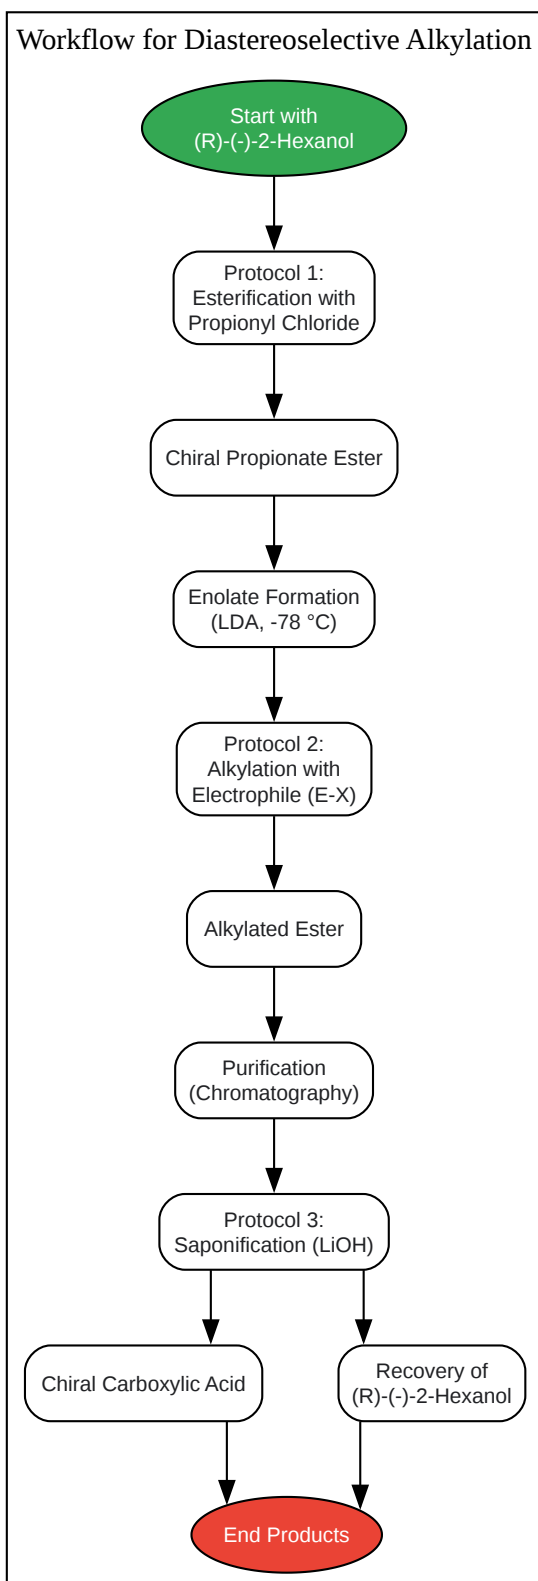 Workflow for Diastereoselective Alkylation
Start with
(R)-(-)-2-Hexanol
Protocol 1:
Esterification with
Propionyl Chloride
Chiral Propionate Ester
Enolate Formation
(LDA, -78 °C)
Protocol 2:
Alkylation with
Electrophile (E-X)
Alkylated Ester
Purification
(Chromatography)
Protocol 3:
Saponification (LiOH)
Chiral Carboxylic Acid
Recovery of
(R)-(-)-2-Hexanol
End Products